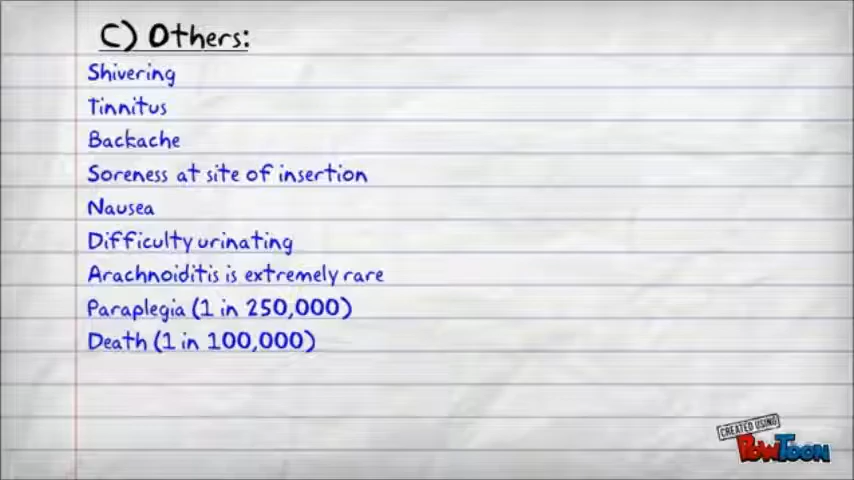 C) Others:
Shivering
Tinnitus
Backache
Soreness at site of insertion
Nausea
Difficulty urinating
Arachnoiditis is extremely rare
Paraplegia (1 in 250,000)
Death (1 in 100,000)
CREATED USING
POWTOON